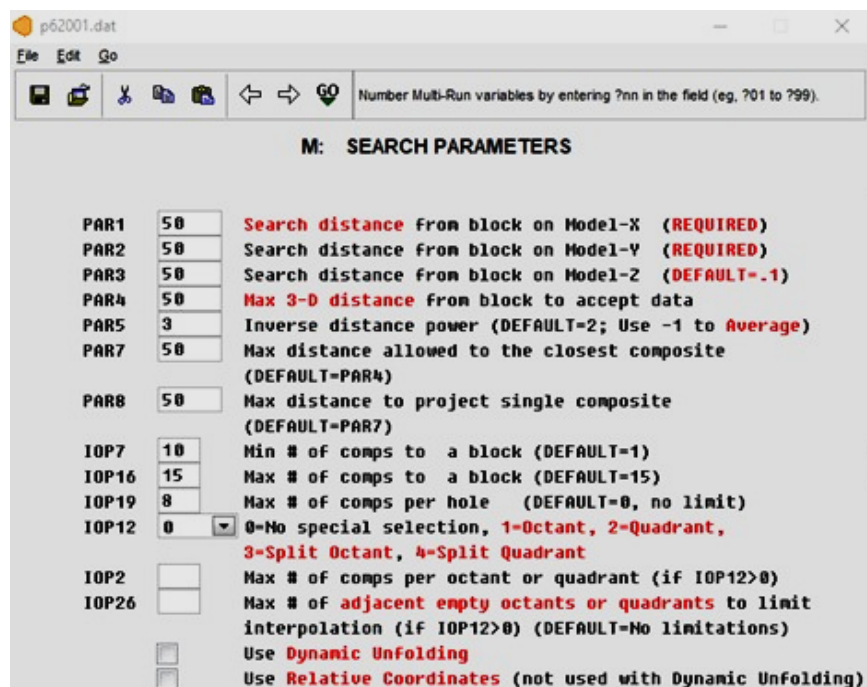 p62001.dat
File Edit Go
GO Number Multi-Run variables by entering ?nn in the field (eg, ?01 to ?99).
M: SEARCH PARAMETERS
PAR1 50 Search distance from block on Model-X (REQUIRED)
PAR2 50 Search distance from block on Model-Y (REQUIRED)
PAR3 50 Search distance from block on Model-Z (DEFAULT=.1)
PAR4 50 Max 3-D distance from block to accept data
PAR5 3 Inverse distance power (DEFAULT=2; Use -1 to Average)
PAR7 50 Max distance allowed to the closest composite
(DEFAULT=PAR4)
PAR8 50 Max distance to project single composite
(DEFAULT=PAR7)
IOP7 10 Min # of comps to a block (DEFAULT=1)
IOP16 15 Max # of comps to a block (DEFAULT=15)
IOP19 8 Max # of comps per hole (DEFAULT=0, no limit)
IOP12 0 0=No special selection, 1=Octant, 2=Quadrant,
3=Split Octant, 4=Split Quadrant
IOP2 Max # of comps per octant or quadrant (if IOP12>0)
IOP26 Max # of adjacent empty octants or quadrants to limit
interpolation (if IOP12>0) (DEFAULT=No limitations)
Use Dynamic Unfolding
Use Relative Coordinates (not used with Dynamic Unfolding)